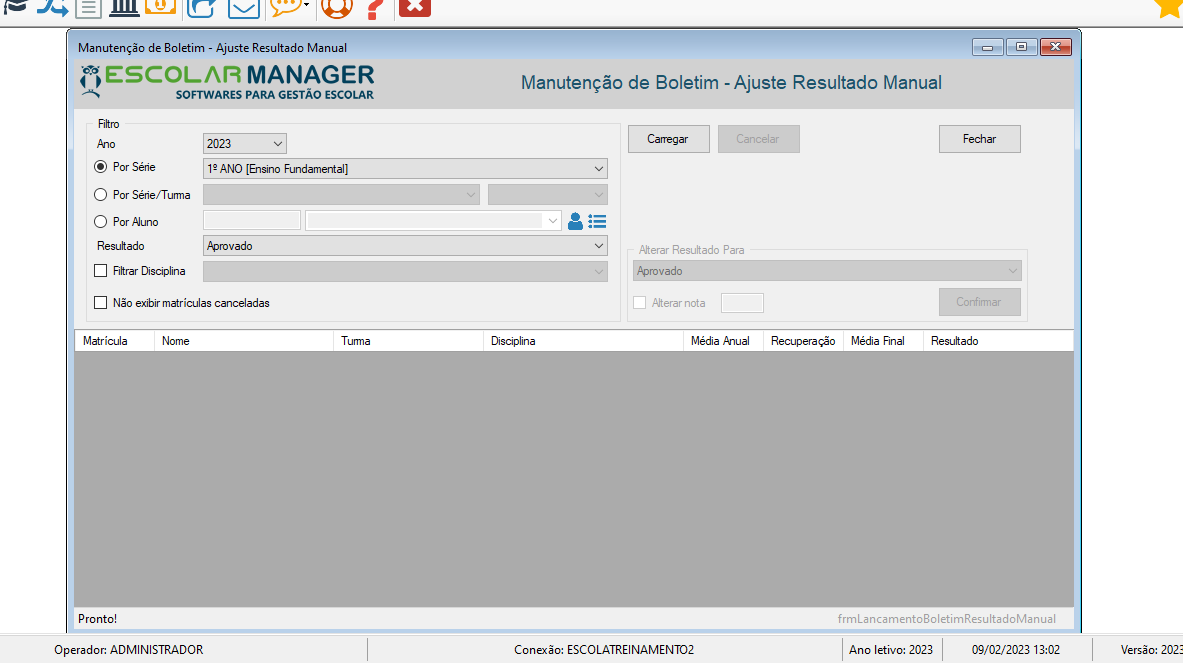 Manutenção de Boletim - Ajuste Resultado Manual
ESCOLAR MANAGER
SOFTWARES PARA GESTÃO ESCOLAR
Manutenção de Boletim - Ajuste Resultado Manual
Filtro
Ano 2023
Por Série 1º ANO [Ensino Fundamental]
Por Série/Turma
Por Aluno
Resultado Aprovado
Filtrar Disciplina
Não exibir matrículas canceladas
Carregar Cancelar Fechar
Alterar Resultado Para
Aprovado
Alterar nota Confirmar
Matrícula Nome Turma Disciplina Média Anual Recuperação Média Final Resultado
Pronto! frmLancamentoBoletimResultadoManual
Operador: ADMINISTRADOR Conexão: ESCOLATREINAMENTO2 Ano letivo: 2023 09/02/2023 13:02 Versão: 2023